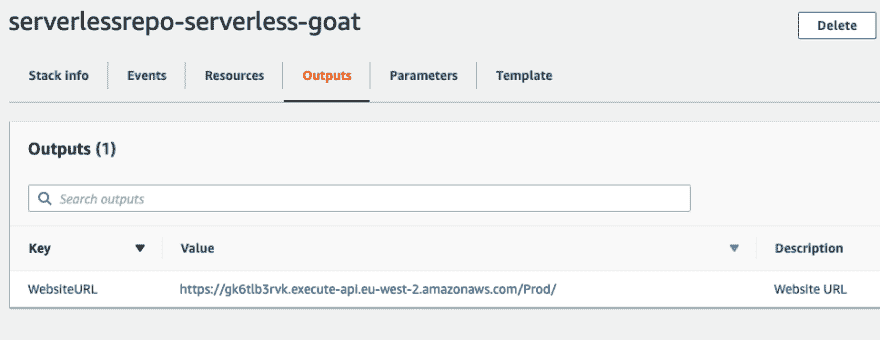 serverlessrepo-serverless-goat
Delete
Stack info Events Resources Outputs Parameters Template
Outputs (1)
Search outputs
Key Value Description
WebsiteURL https://gk6tlb3rvk.execute-api.eu-west-2.amazonaws.com/Prod/ Website URL